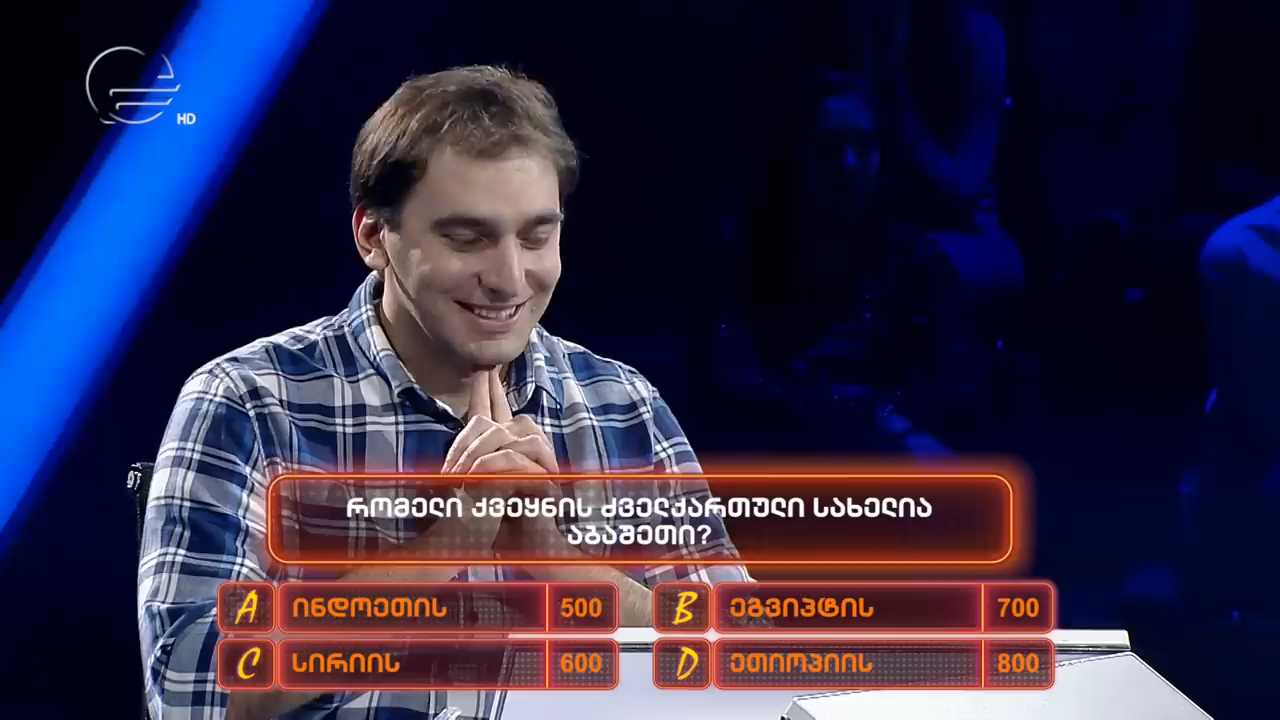 HD
რომელი ქვეყნის ძველქართული სახელია
აბაშეთი?
A ინდოეთის 500
B ეგვიპტის 700
C სირიის 600
D ეთიოპიის 800